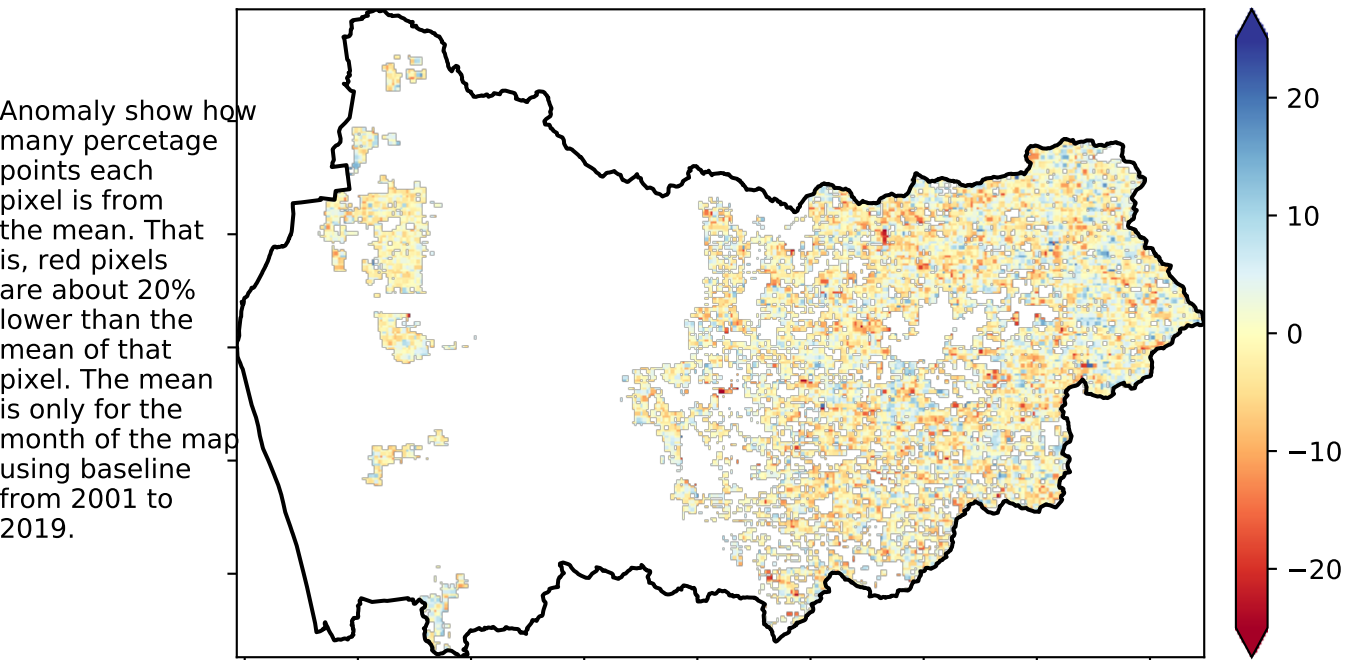 Anomaly show how
many percetage
points each
pixel is from
the mean. That
is, red pixels
are about 20%
lower than the
mean of that
pixel. The mean
is only for the
month of the map
using baseline
from 2001 to
2019.
20
10
0
−10
−20